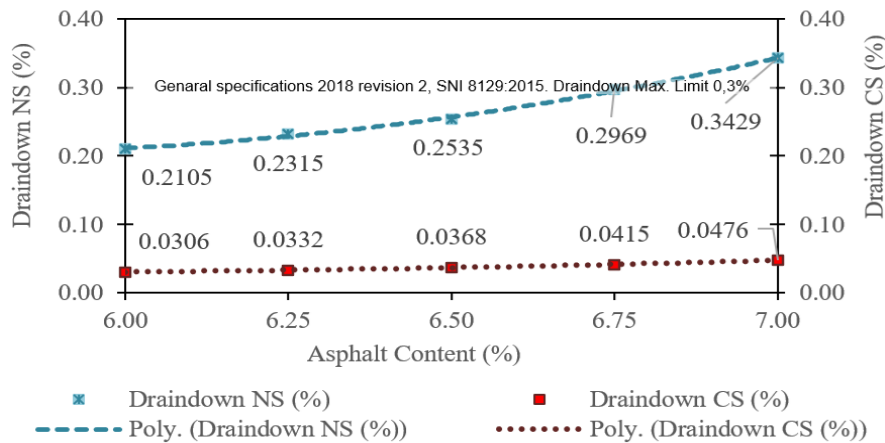 0.40 0.40
Genaral specifications 2018 revision 2, SNI 8129:2015. Draindown Max. Limit 0,3%
0.30 0.30
0.2969 0.3429
0.2105 0.2315 0.2535
0.20 0.20
0.10 0.10
0.0306 0.0332 0.0368 0.0415 0.0476
0.00 0.00
6.00 6.25 6.50 6.75 7.00
Draindown NS (%)
Draindown CS (%)
Asphalt Content (%)
Draindown NS (%) Draindown CS (%)
Poly. (Draindown NS (%)) Poly. (Draindown CS (%))